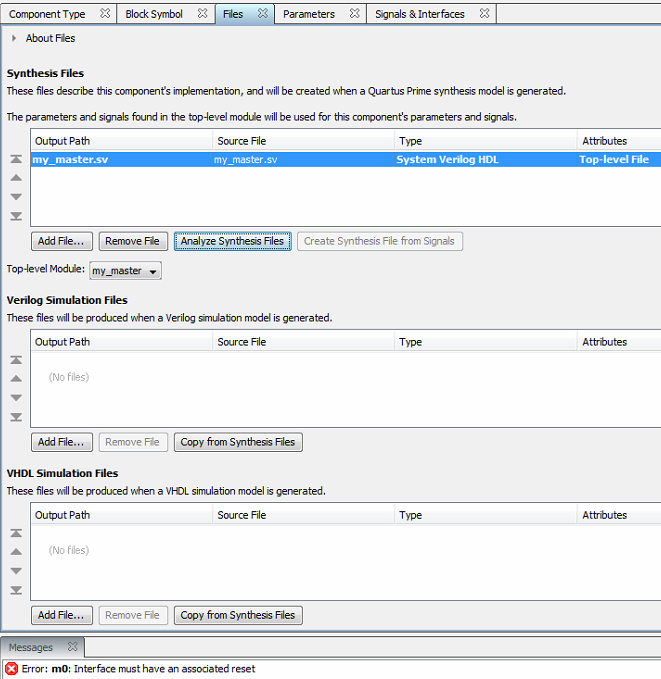 Component Type Block Symbol Files Parameters Signals & Interfaces
About Files
Synthesis Files
These files describe this component's implementation, and will be created when a Quartus Prime synthesis model is generated.
The parameters and signals found in the top-level module will be used for this component's parameters and signals.
Output Path Source File Type Attributes
my_master.sv my_master.sv System Verilog HDL Top-level File
Add File... Remove File Analyze Synthesis Files Create Synthesis File from Signals
Top-level Module: my_master
Verilog Simulation Files
These files will be produced when a Verilog simulation model is generated.
Output Path Source File Type Attributes
(No files)
Add File... Remove File Copy from Synthesis Files
VHDL Simulation Files
These files will be produced when a VHDL simulation model is generated.
Output Path Source File Type Attributes
(No files)
Add File... Remove File Copy from Synthesis Files
Messages
Error: m0: Interface must have an associated reset